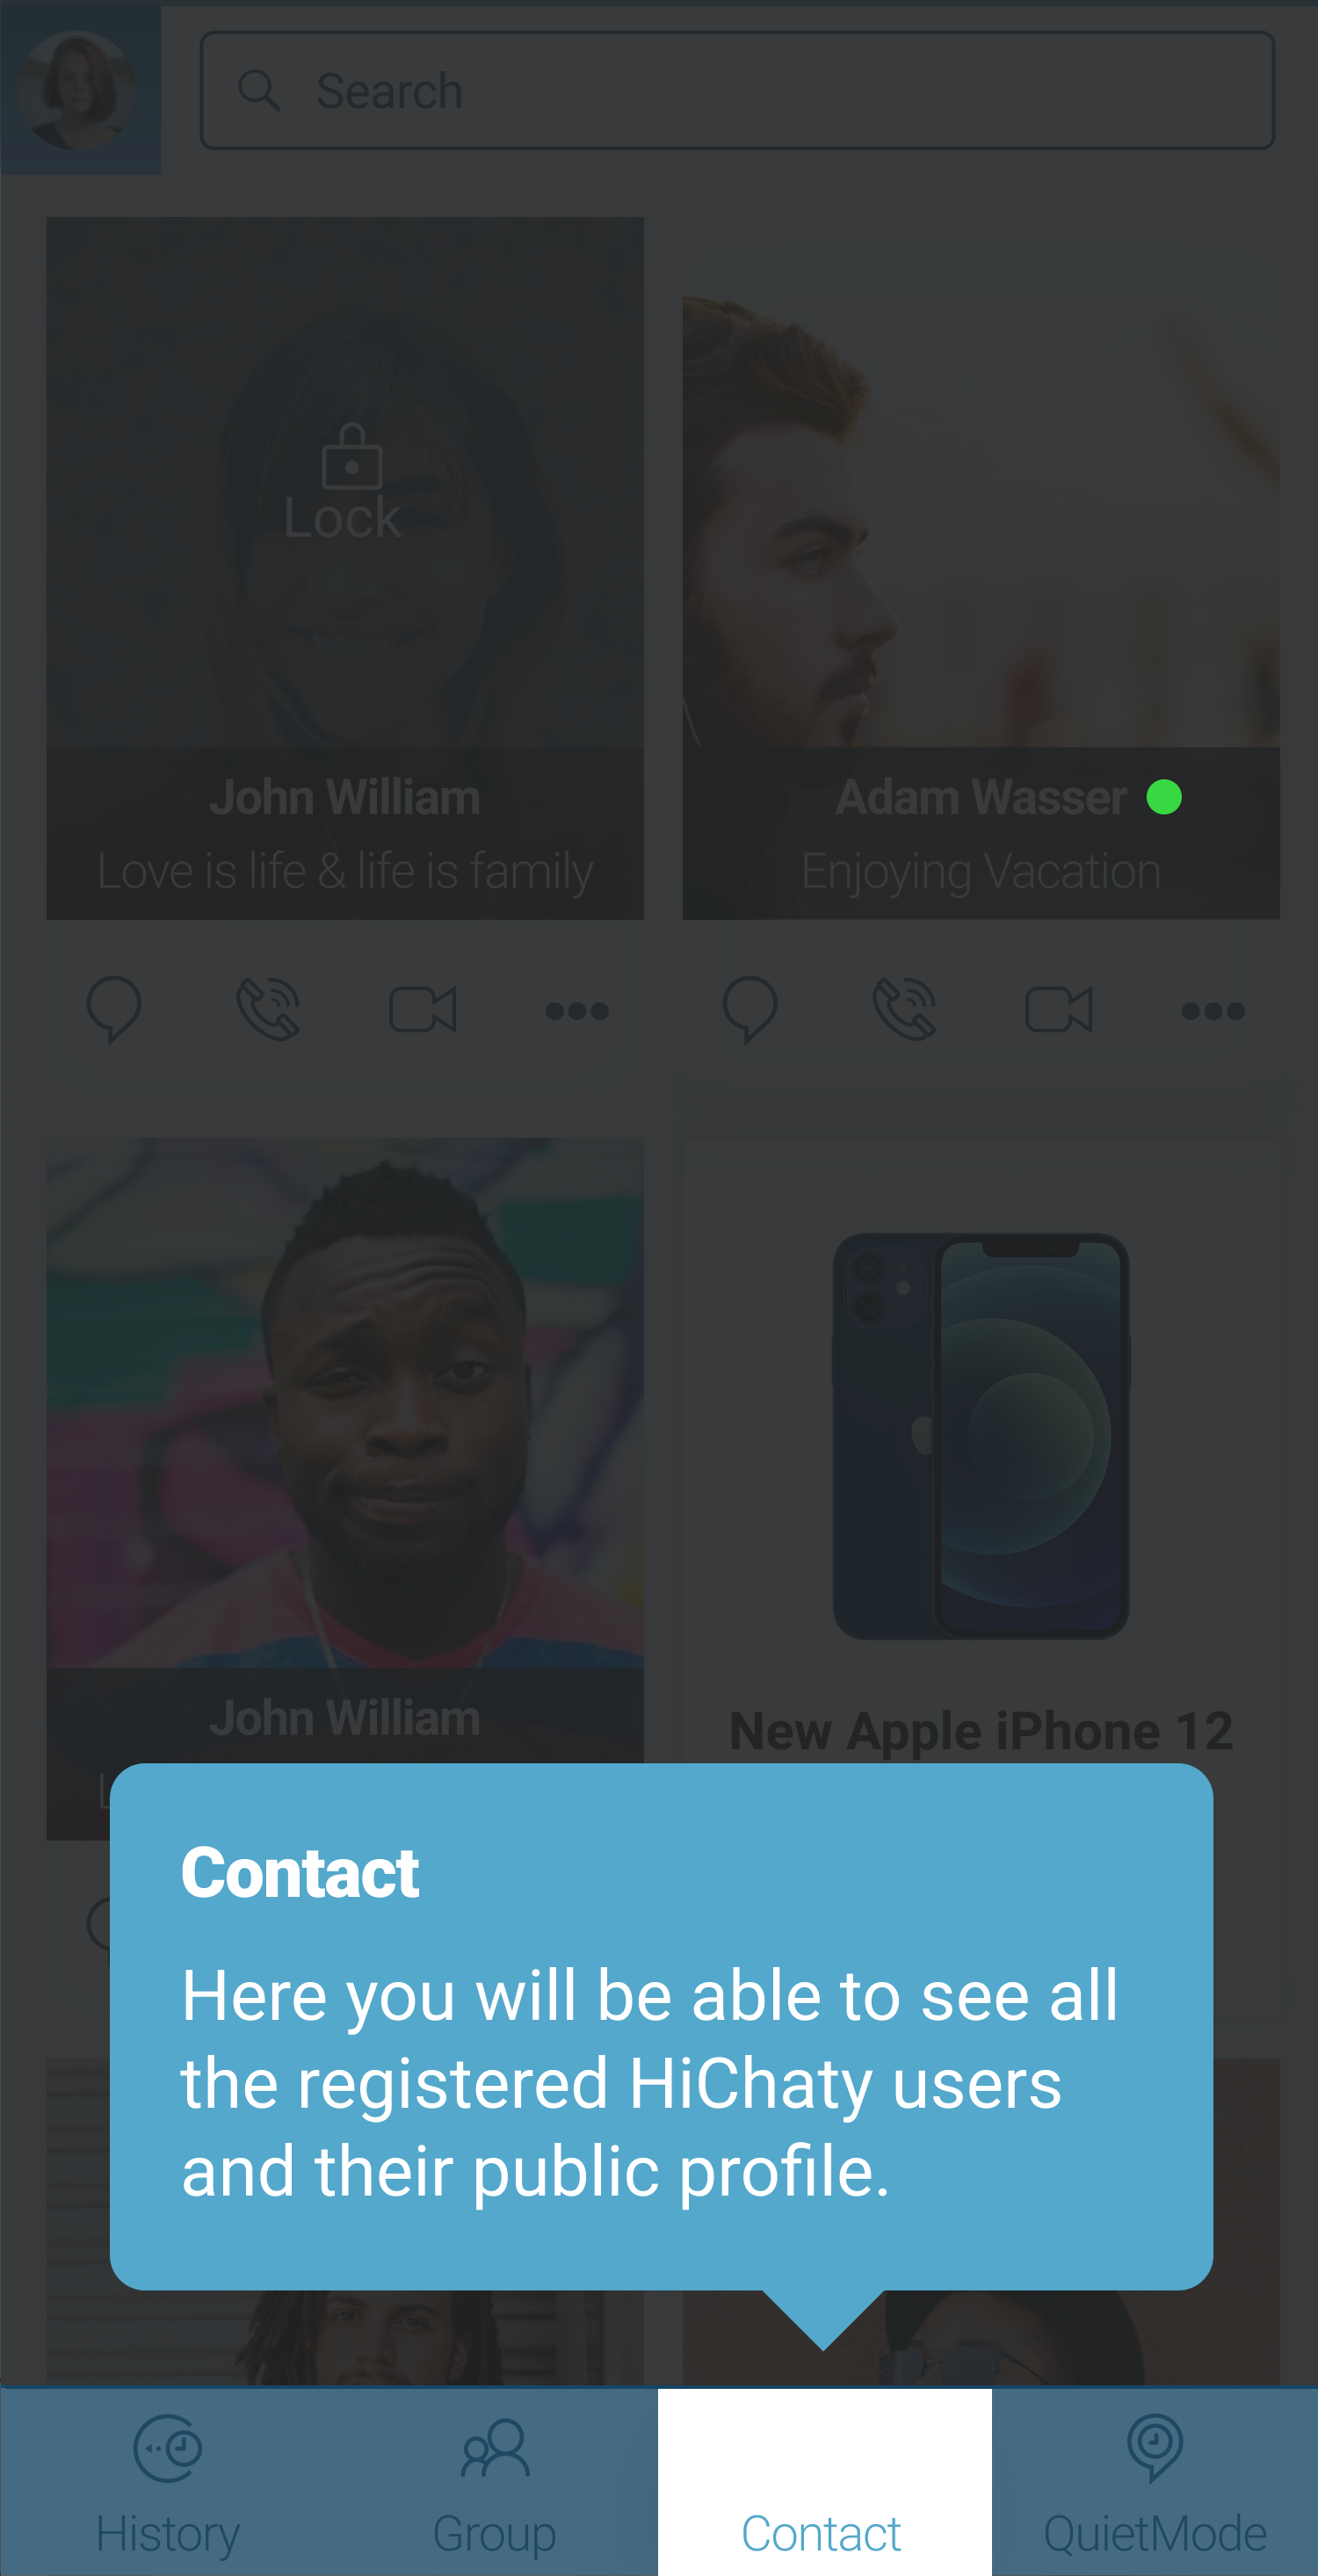 Search
Lock
John William
Love is life & life is family
Adam Wasser
Enjoying Vacation
John William
L
New Apple iPhone 12
Contact
Here you will be able to see all
the registered HiChaty users
and their public profile.
History
Group
Contact
QuietMode